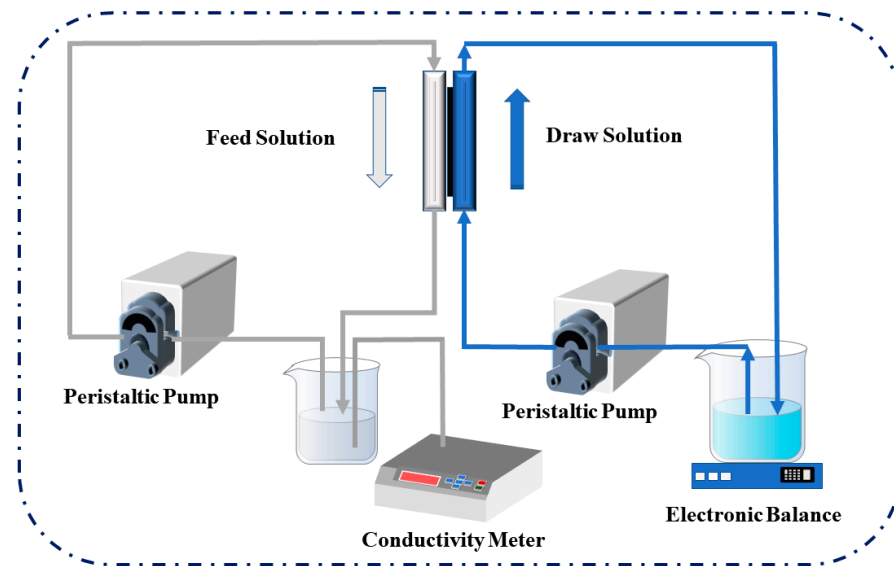 Feed Solution
Draw Solution
Peristaltic Pump
Peristaltic Pump
Electronic Balance
Conductivity Meter